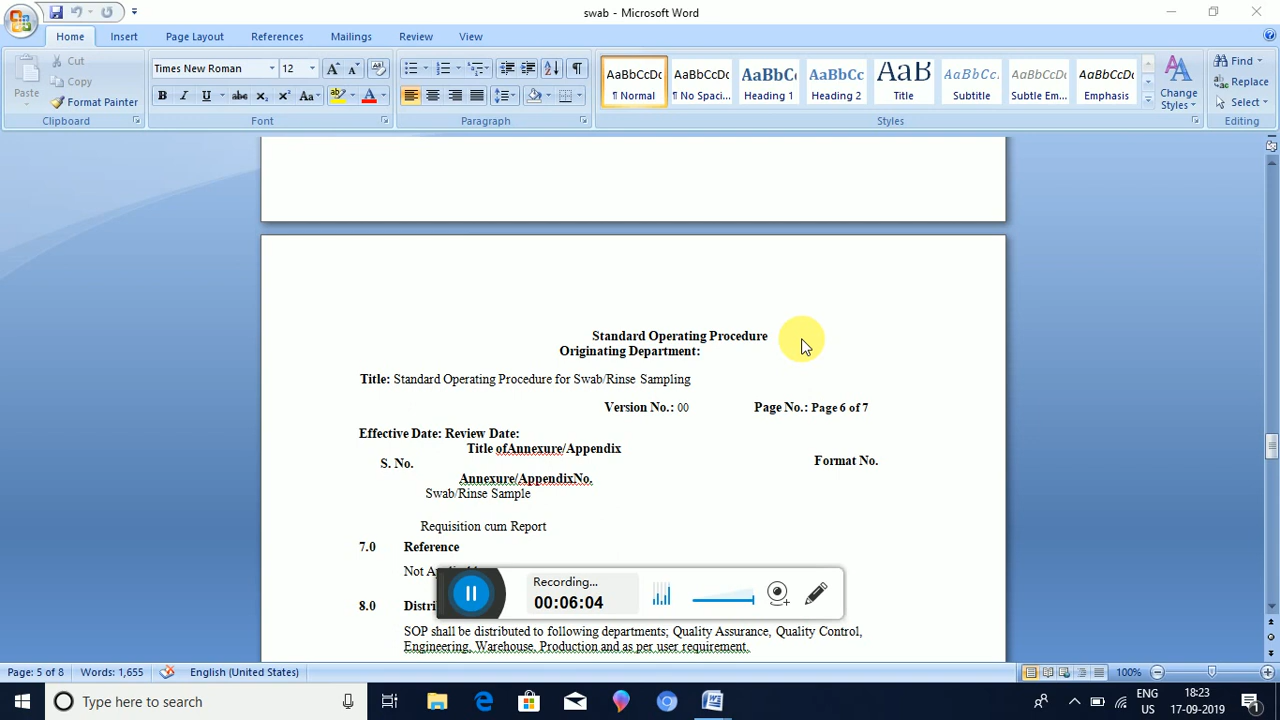 swab - Microsoft Word
Home Insert Page Layout References Mailings Review View
Cut
Copy
Format Painter
Paste
Clipboard
Times New Roman 12
Font
Paragraph
AaBbCcDc AaBbCcDc AaBbC AaBbCc AaB AaBbCc. AaBbCcDc AaBbCcDc
¶ Normal ¶ No Spaci... Heading 1 Heading 2 Title Subtitle Subtle Em... Emphasis
Styles
Change Styles
Find
Replace
Select
Editing
Standard Operating Procedure
Originating Department:
Title: Standard Operating Procedure for Swab/Rinse Sampling
Version No.: 00 Page No.: Page 6 of 7
Effective Date: Review Date:
Title ofAnnexure/Appendix
S. No. Format No.
Annexure/AppendixNo.
Swab/Rinse Sample
Requisition cum Report
7.0 Reference
Not
8.0
SOP shall be distributed to following departments; Quality Assurance, Quality Control,
Engineering, Warehouse, Production and as per user requirement.
Recording...
00:06:04
Page: 5 of 8 Words: 1,655 English (United States) 100%
Type here to search
ENG
US
18:23
17-09-2019
1